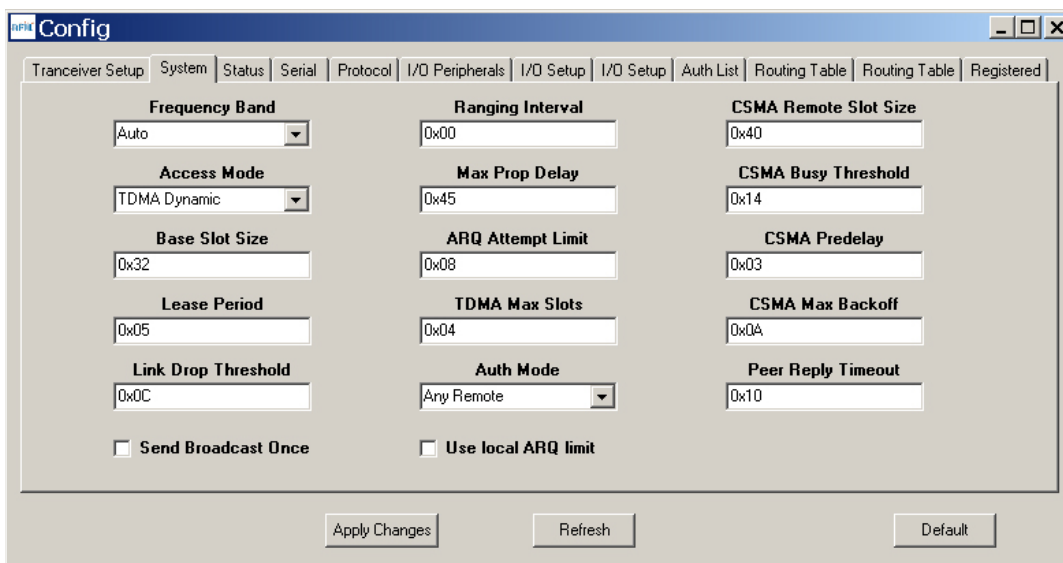 Config
Tranceiver Setup System Status Serial Protocol I/O Peripherals I/O Setup I/O Setup Auth List Routing Table Routing Table Registered
Frequency Band Ranging Interval CSMA Remote Slot Size
Auto 0x00 0x40
Access Mode Max Prop Delay CSMA Busy Threshold
TDMA Dynamic 0x45 0x14
Base Slot Size ARQ Attempt Limit CSMA Predelay
0x32 0x08 0x03
Lease Period TDMA Max Slots CSMA Max Backoff
0x05 0x04 0x0A
Link Drop Threshold Auth Mode Peer Reply Timeout
0x0C Any Remote 0x10
Send Broadcast Once Use local ARQ limit
Apply Changes Refresh Default